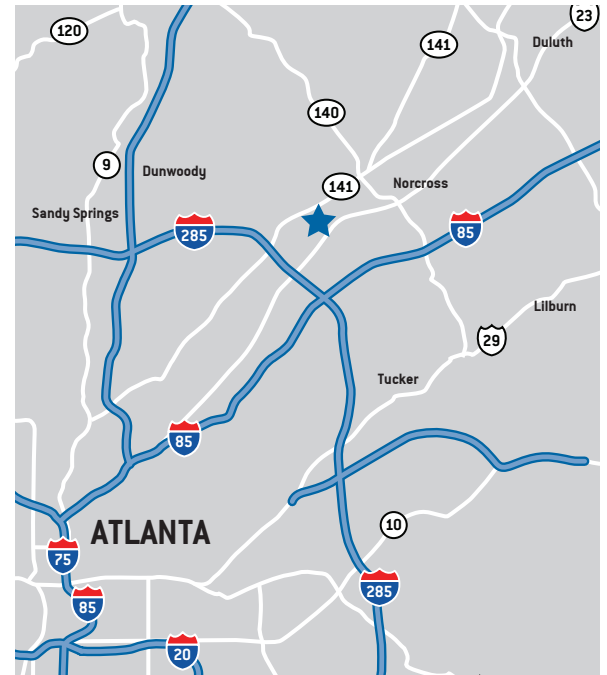 23
120
141
Duluth
140
9
Dunwoody
141
Norcross
Sandy Springs
285
85
Lilburn
29
Tucker
85
10
ATLANTA
75
285
85
20